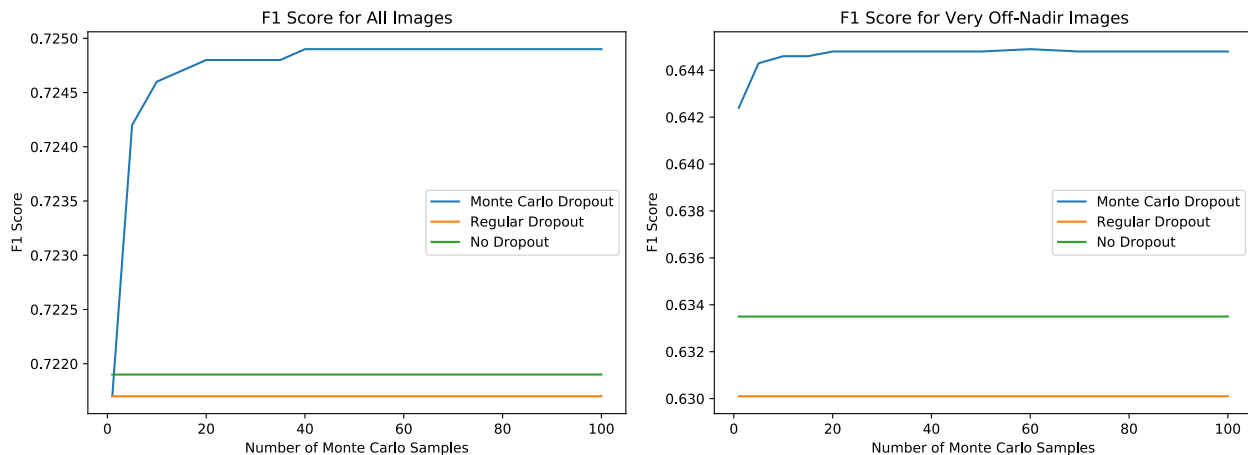 F1 Score for All Images
0.7250
0.7245
0.7240
0.7235
0.7230
0.7225
0.7220
F1 Score
Monte Carlo Dropout
Regular Dropout
No Dropout
0 20 40 60 80 100
Number of Monte Carlo Samples
F1 Score for Very Off-Nadir Images
0.644
0.642
0.640
0.638
0.636
0.634
0.632
0.630
F1 Score
Monte Carlo Dropout
Regular Dropout
No Dropout
0 20 40 60 80 100
Number of Monte Carlo Samples